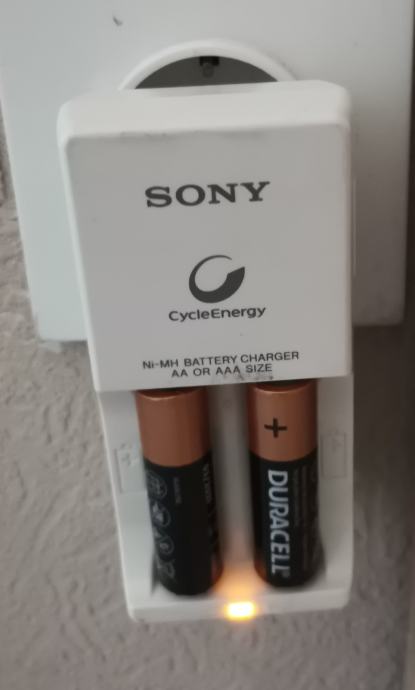 SONY
CycleEnergy
Ni-MH BATTERY CHARGER
AA OR AAA SIZE
+
DURACELL